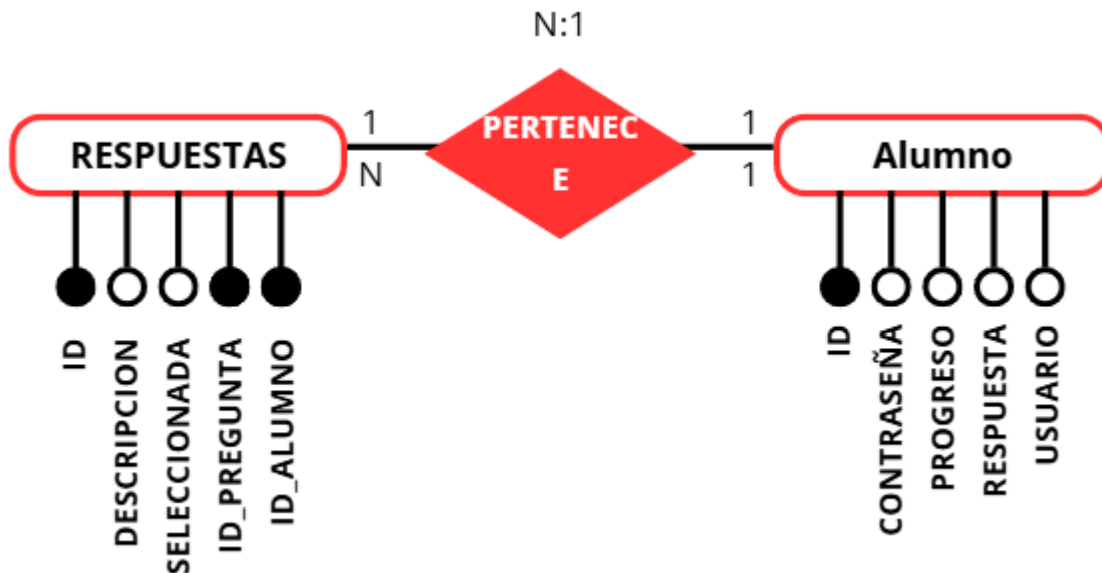 N:1
1
PERTENEC
1
RESPUESTAS
Alumno
N
E
1
ID
DESCRIPCION
SELECCIONADA
ID_PREGUNTA
ID_ALUMNO
ID
CONTRASEÑA
PROGRESO
RESPUESTA
USUARIO